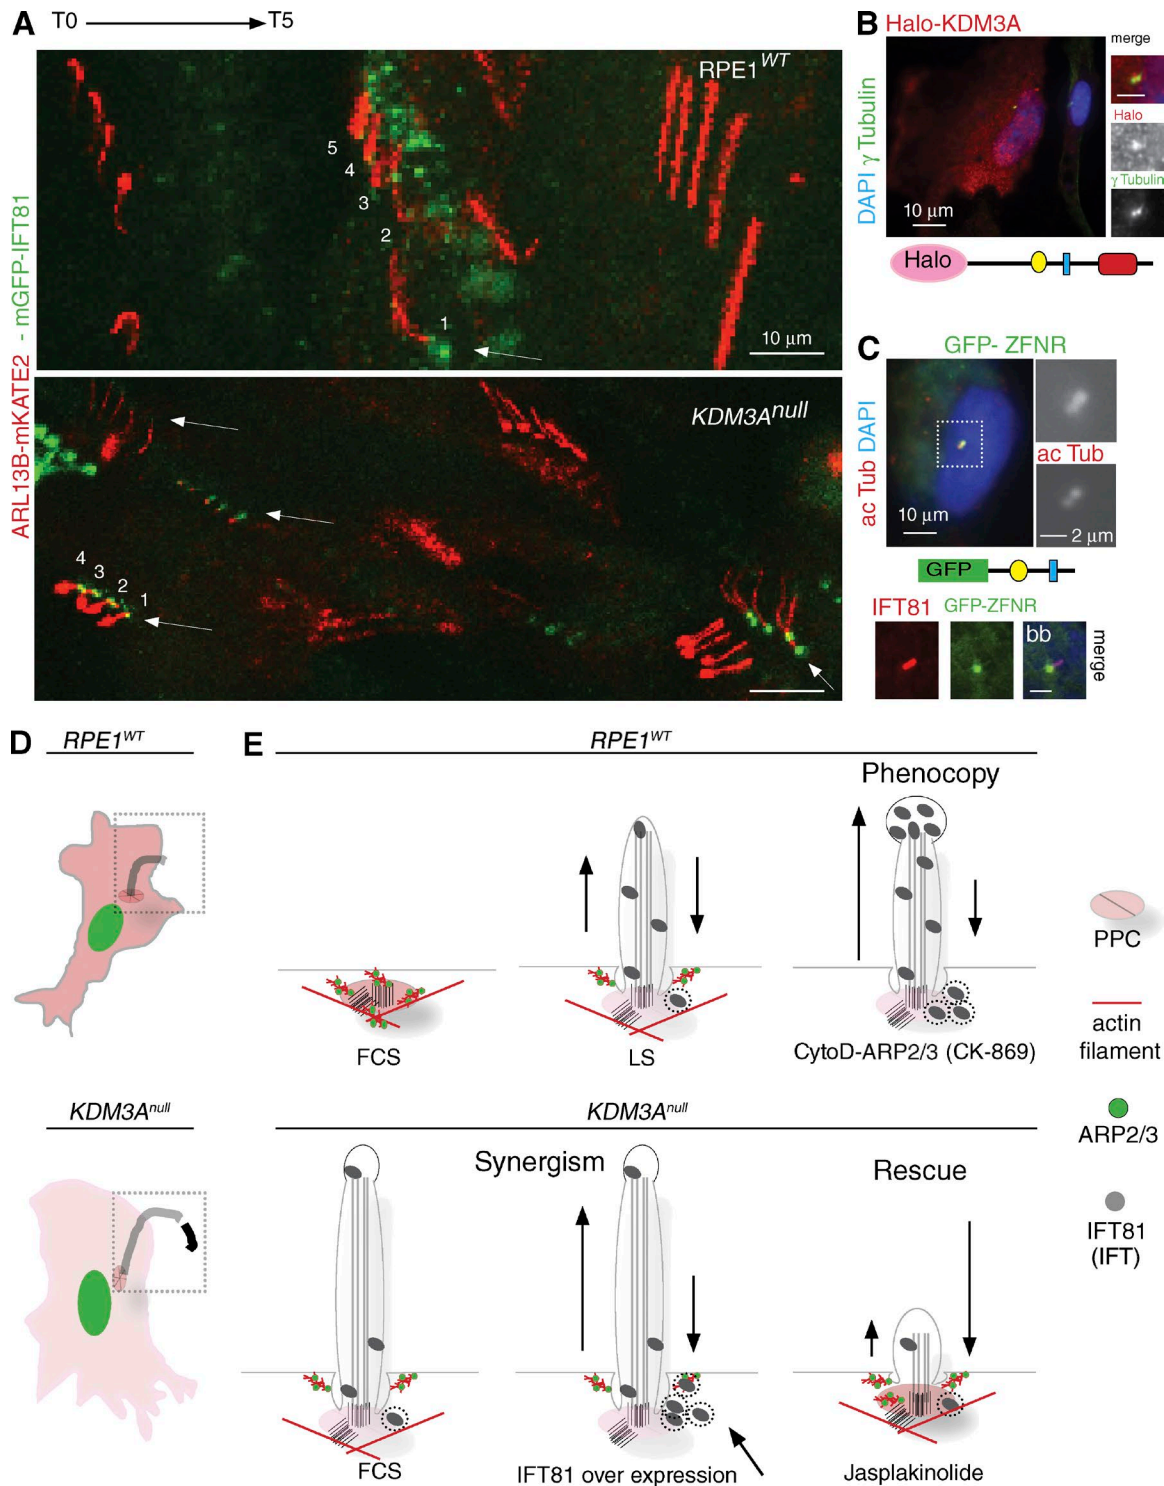 A
T0
T5
ARL13B-mKATE2 - mGFP-IFT81
RPE1WT
5
4
3
2
1
10 µm
KDM3Anull
4
3
2
1
B
Halo-KDM3A
DAPI γ Tubulin
merge
Halo
γ Tubulin
10 µm
Halo
C
GFP- ZFNR
ac Tub DAPI
ac Tub
10 µm
2 µm
GFP
IFT81
GFP-ZFNR
bb
merge
D
RPE1WT
E
RPE1WT
Phenocopy
FCS
LS
CytoD-ARP2/3 (CK-869)
PPC
actin
filament
ARP2/3
IFT81
(IFT)
KDM3Anull
KDM3Anull
Synergism
Rescue
FCS
IFT81 over expression
Jasplakinolide